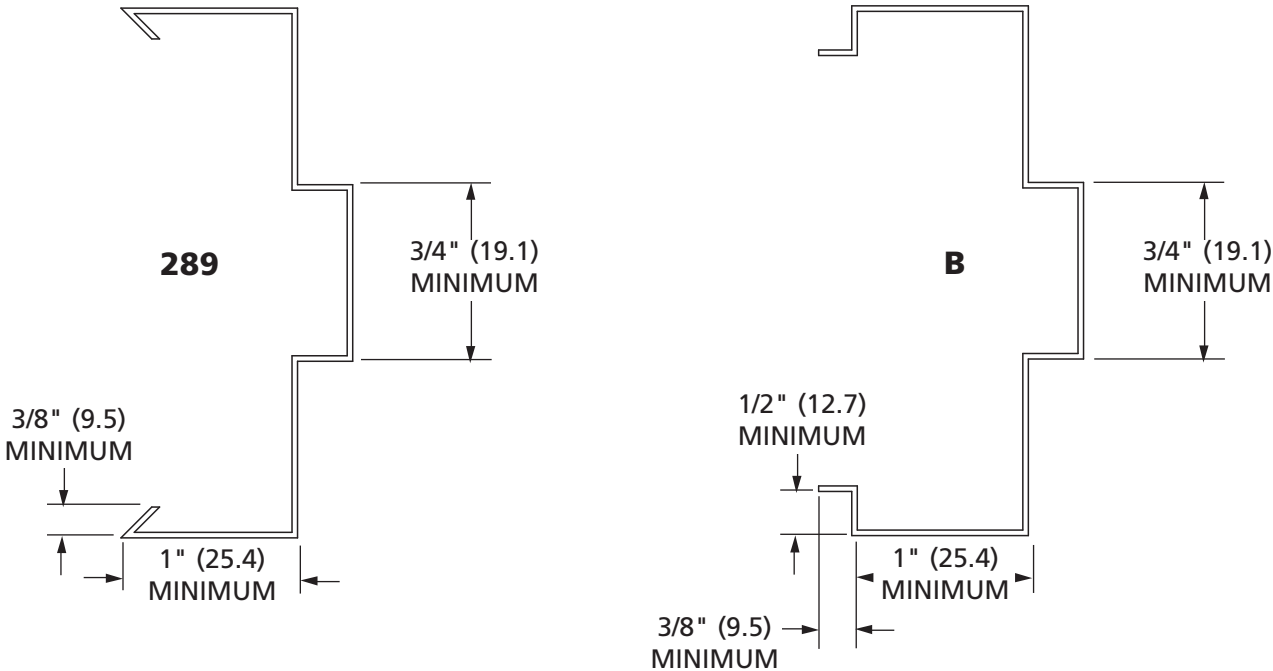 289
3/4" (19.1)
MINIMUM
3/8" (9.5)
MINIMUM
1" (25.4)
MINIMUM
B
3/4" (19.1)
MINIMUM
1/2" (12.7)
MINIMUM
1" (25.4)
MINIMUM
3/8" (9.5)
MINIMUM